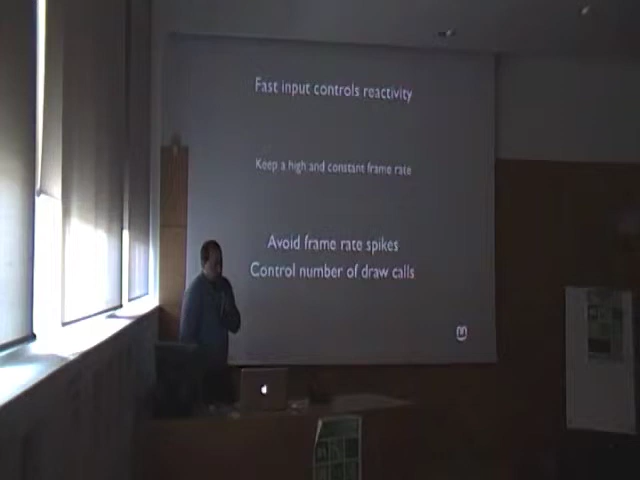 Fast input controls reactivity
Keep a high and constant frame rate
Avoid frame rate spikes
Control number of draw calls